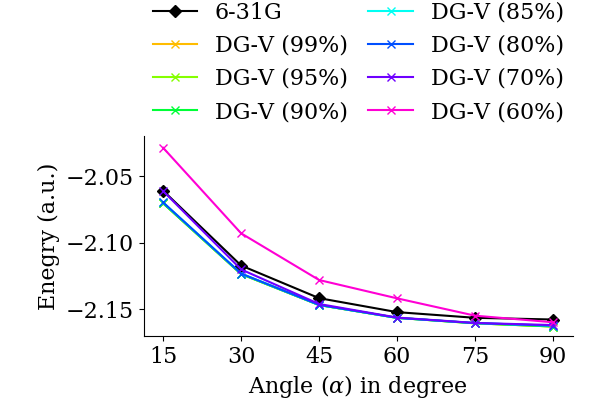 6-31G
DG-V (99%)
DG-V (95%)
DG-V (90%)
DG-V (85%)
DG-V (80%)
DG-V (70%)
DG-V (60%)
Enegry (a.u.)
−2.05
−2.10
−2.15
15 30 45 60 75 90
Angle (α) in degree